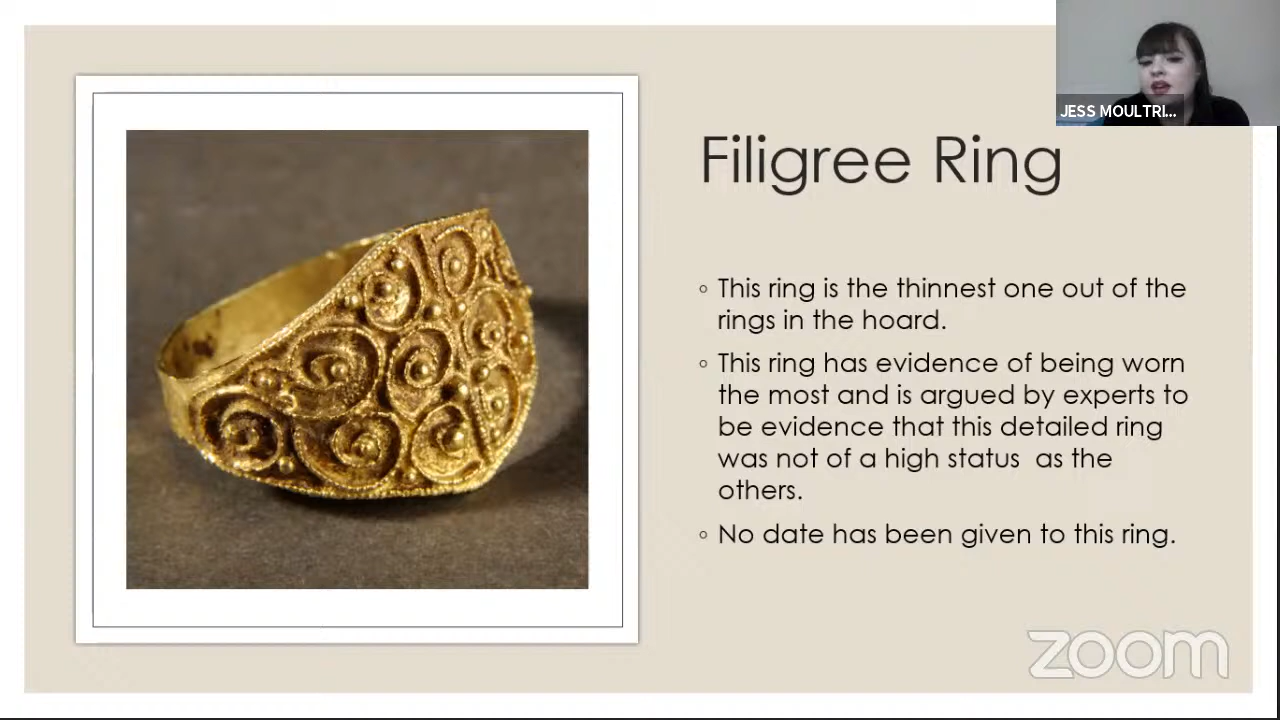 JESS MOULTRI...
Filigree Ring
◦ This ring is the thinnest one out of the
rings in the hoard.
◦ This ring has evidence of being worn
the most and is argued by experts to
be evidence that this detailed ring
was not of a high status  as the
others.
◦ No date has been given to this ring.
zoom